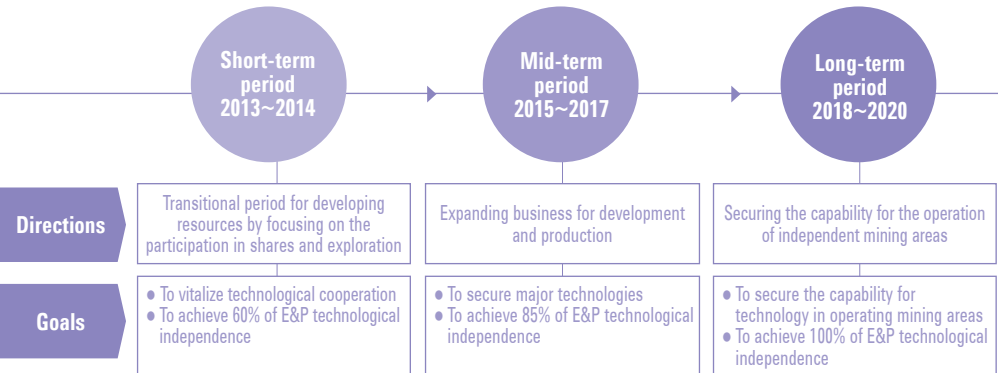 Short-term
period
2013~2014
Mid-term
period
2015~2017
Long-term
period
2018~2020
Directions
Transitional period for developing
resources by focusing on the
participation in shares and exploration
Expanding business for development
and production
Securing the capability for the operation
of independent mining areas
Goals
● To vitalize technological cooperation
● To achieve 60% of E&P technological
independence
● To secure major technologies
● To achieve 85% of E&P technological
independence
● To secure the capability for
technology in operating mining areas
● To achieve 100% of E&P technological
independence